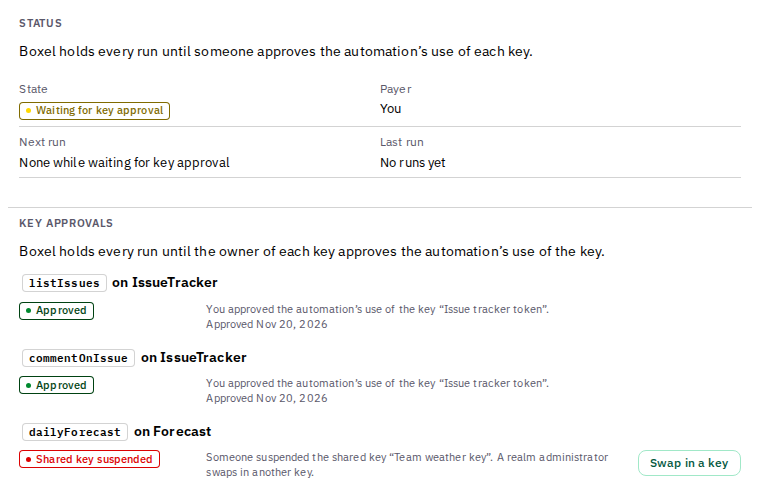 STATUS
Boxel holds every run until someone approves the automation’s use of each key.
State
Payer
Waiting for key approval
You
Next run
Last run
None while waiting for key approval
No runs yet
KEY APPROVALS
Boxel holds every run until the owner of each key approves the automation’s use of the key.
listIssues on IssueTracker
Approved
You approved the automation’s use of the key “Issue tracker token”.
Approved Nov 20, 2026
commentOnIssue on IssueTracker
Approved
You approved the automation’s use of the key “Issue tracker token”.
Approved Nov 20, 2026
dailyForecast on Forecast
Shared key suspended
Someone suspended the shared key “Team weather key”. A realm administrator
swaps in another key.
Swap in a key